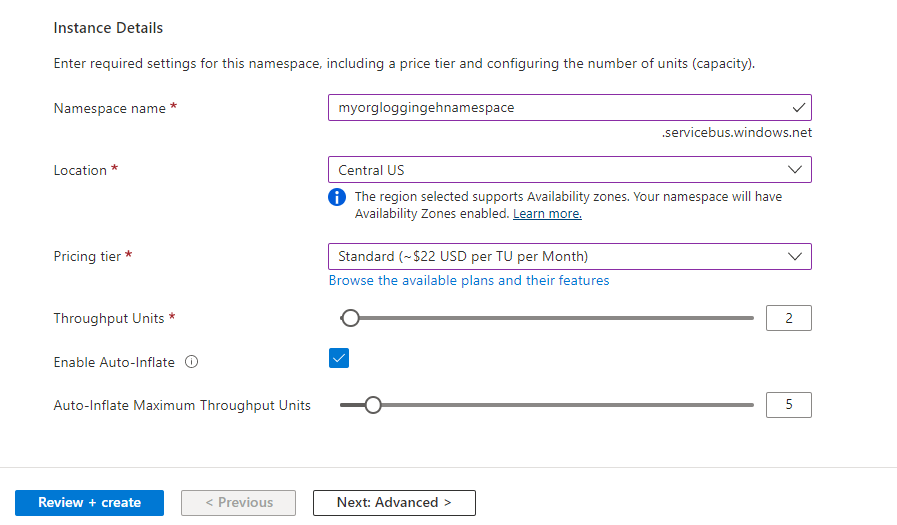 Instance Details
Enter required settings for this namespace, including a price tier and configuring the number of units (capacity).
Namespace name *
myorgloggingehnamespace
.servicebus.windows.net
Location *
Central US
The region selected supports Availability zones. Your namespace will have
Availability Zones enabled. Learn more.
Pricing tier *
Standard (~$22 USD per TU per Month)
Browse the available plans and their features
Throughput Units *
2
Enable Auto-Inflate
Auto-Inflate Maximum Throughput Units
5
Review + create
< Previous
Next: Advanced >